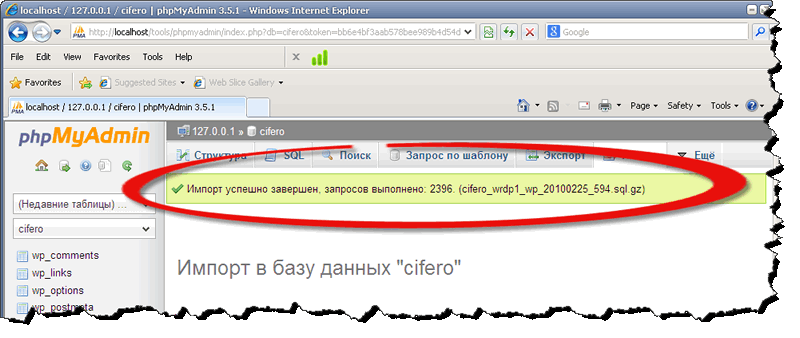 localhost / 127.0.0.1 / cifero | phpMyAdmin 3.5.1 - Windows Internet Explorer
http://localhost/tools/phpmyadmin/index.php?db=cifero&token=bb6e4bf3aab578bee989b4d54d
Google
File Edit View Favorites Tools Help X
Favorites Suggested Sites Web Slice Gallery
localhost / 127.0.0.1 / cifero | phpMyAdmin 3.5.1
Page Safety Tools
phpMyAdmin
127.0.0.1 » cifero
Структура SQL Поиск Запрос по шаблону Экспорт Ещё
Импорт успешно завершен, запросов выполнено: 2396. (cifero_wrdp1_wp_20100225_594.sql.gz)
(Недавние таблицы) ...
cifero
wp_comments
wp_links
wp_options
wp_postmeta
Импорт в базу данных "cifero"